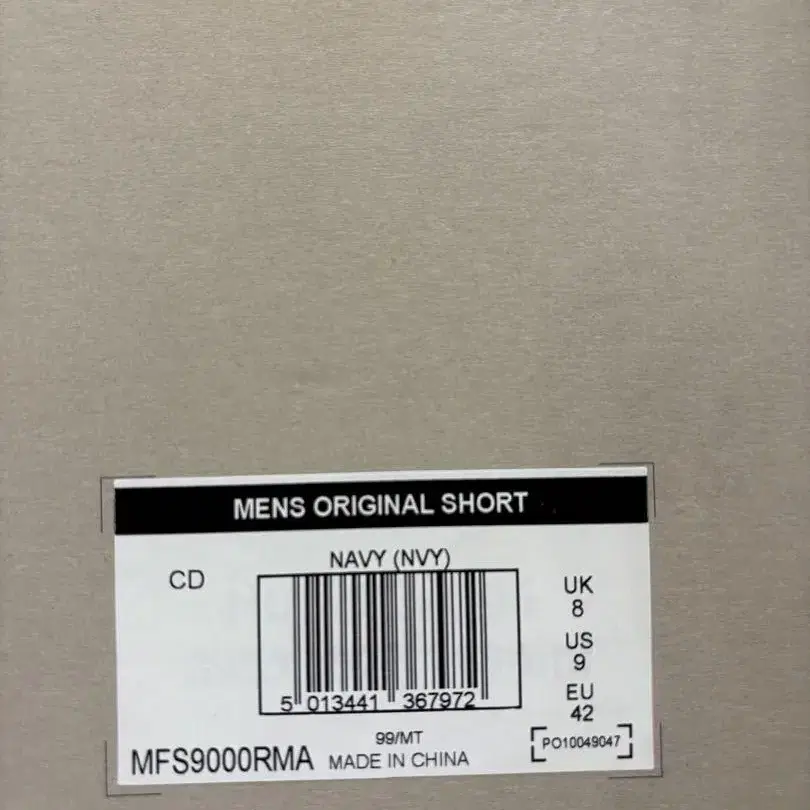 MENS ORIGINAL SHORT
NAVY (NVY)
CD
UK
8
US
9
EU
42
5 013441 367972
99/MT
PO10049047
MFS9000RMA MADE IN CHINA